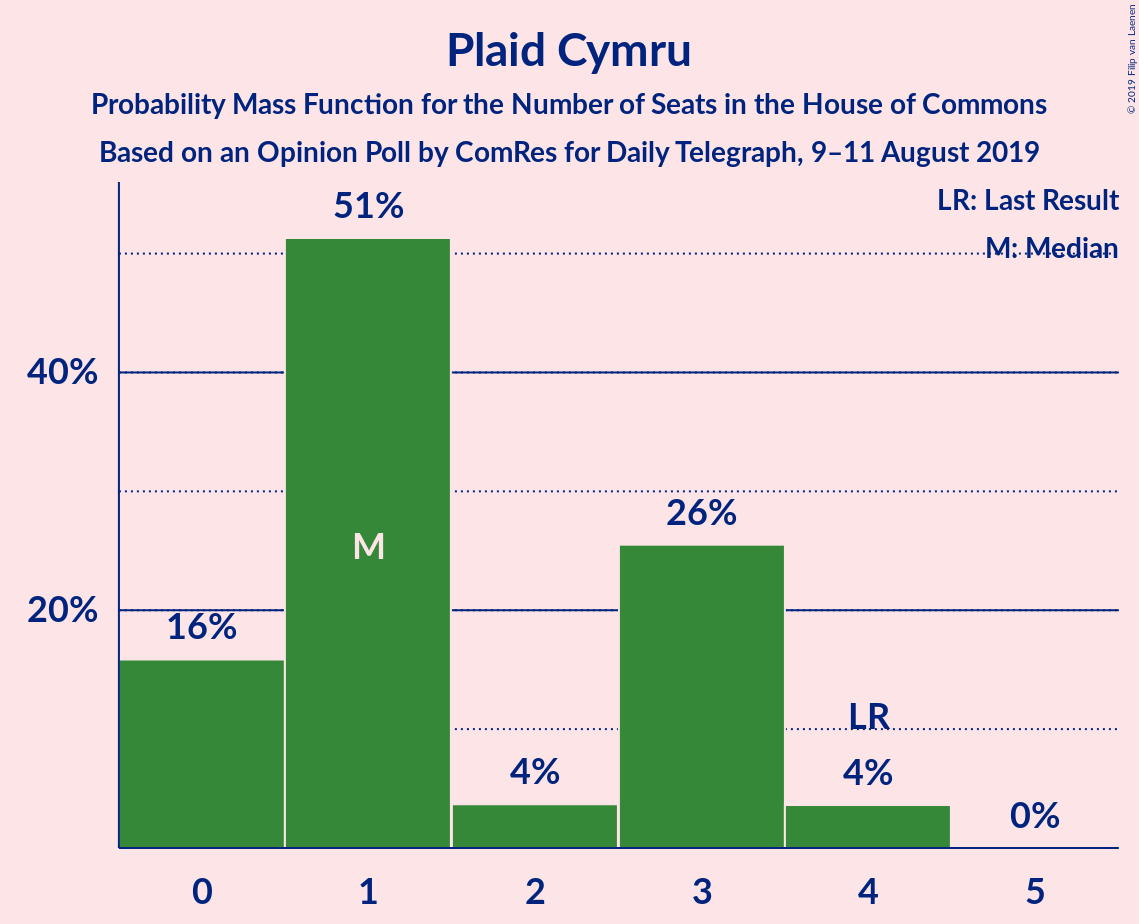 Plaid Cymru
Probability Mass Function for the Number of Seats in the House of Commons
Based on an Opinion Poll by ComRes for Daily Telegraph, 9–11 August 2019
© 2019 Filip van Laenen
LR: Last Result
M: Median
51%
40%
26%
M
20%
16%
LR
4%
4%
0%
0 1 2 3 4 5